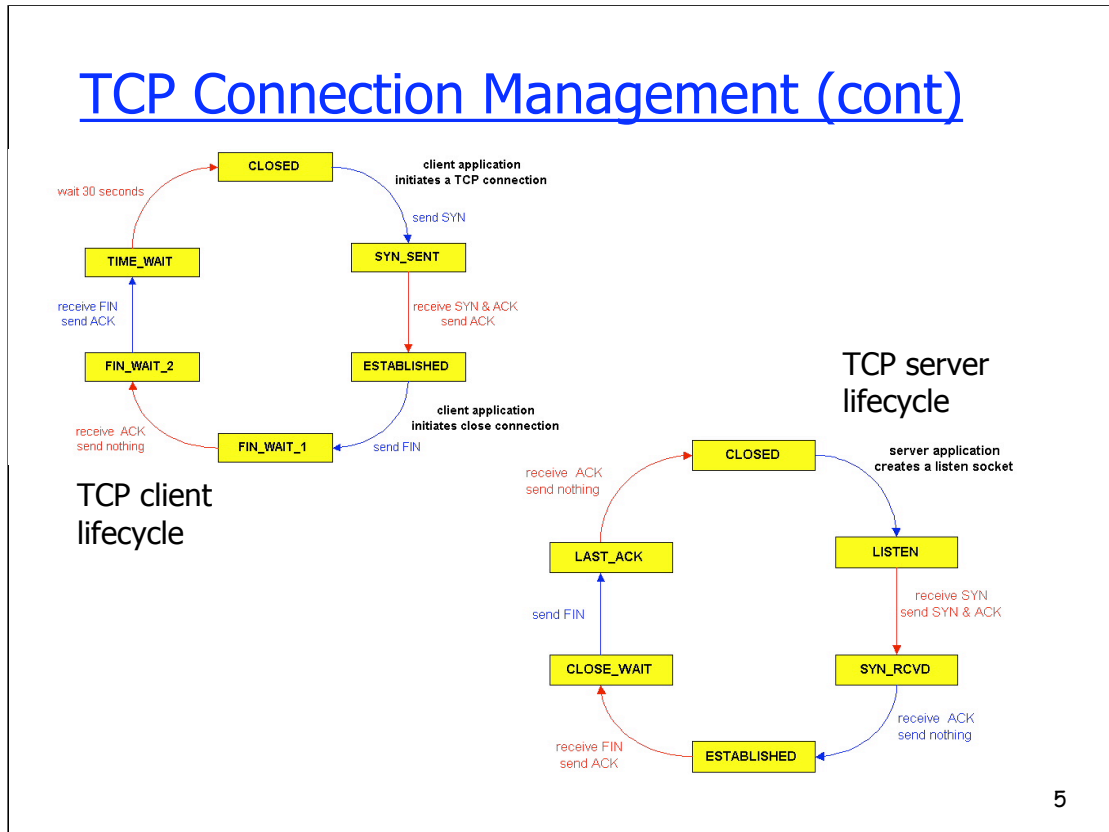 TCP Connection Management (cont)
CLOSED
client application
initiates a TCP connection
wait 30 seconds
send SYN
TIME_WAIT
SYN_SENT
receive FIN
send ACK
receive SYN & ACK
send ACK
FIN_WAIT_2
ESTABLISHED
client application
initiates close connection
receive ACK
send nothing
FIN_WAIT_1
send FIN
TCP client
lifecycle
TCP server
lifecycle
CLOSED
server application
creates a listen socket
receive ACK
send nothing
LAST_ACK
LISTEN
receive SYN
send SYN & ACK
send FIN
CLOSE_WAIT
SYN_RCVD
receive ACK
send nothing
receive FIN
send ACK
ESTABLISHED
5